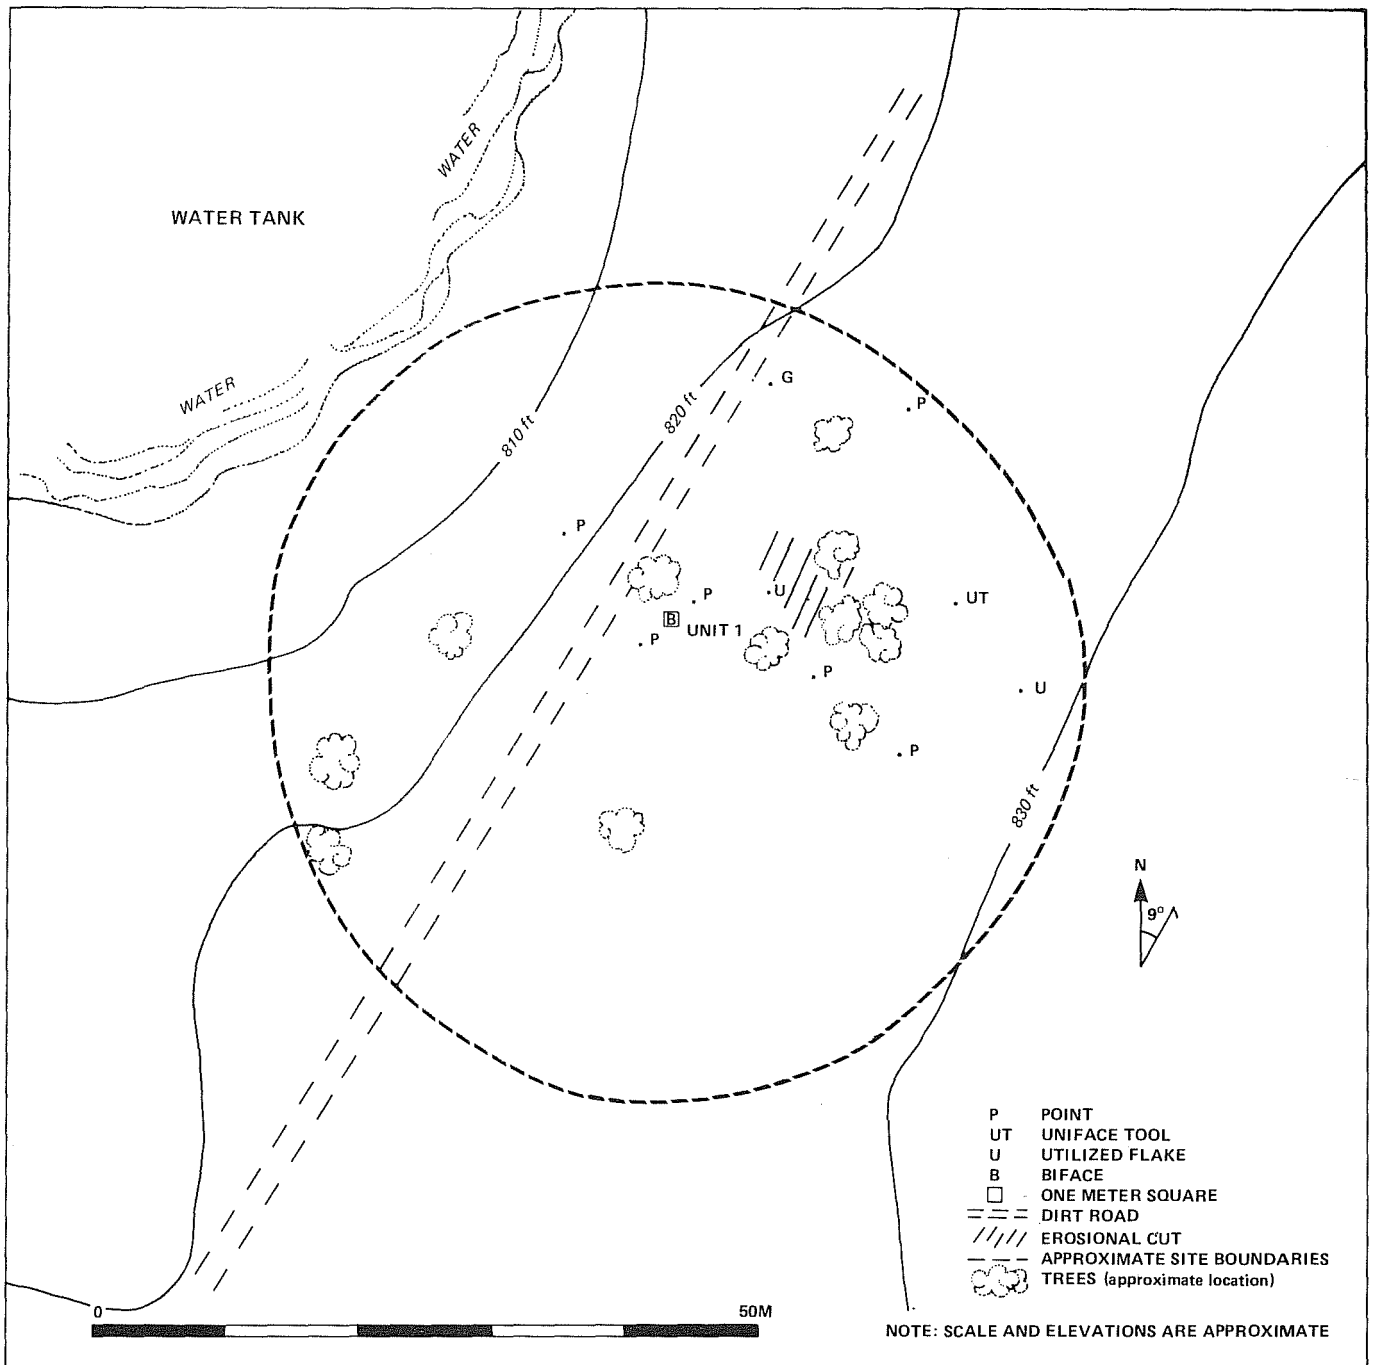 WATER
WATER TANK
WATER
810 ft
820 ft
G
P
P
P
U
UT
B
UNIT 1
P
P
U
P
830 ft
N
9°
P POINT
UT UNIFACE TOOL
U UTILIZED FLAKE
B BIFACE
ONE METER SQUARE
DIRT ROAD
EROSIONAL CUT
APPROXIMATE SITE BOUNDARIES
TREES (approximate location)
0 50M
NOTE: SCALE AND ELEVATIONS ARE APPROXIMATE